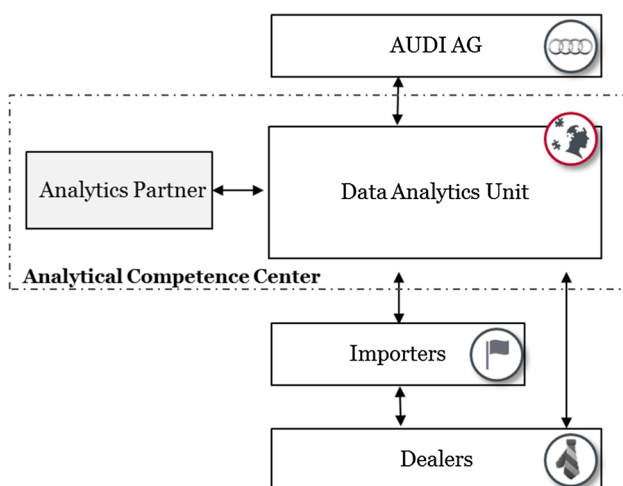 AUDI AG
Analytics Partner
Data Analytics Unit
Analytical Competence Center
Importers
Dealers